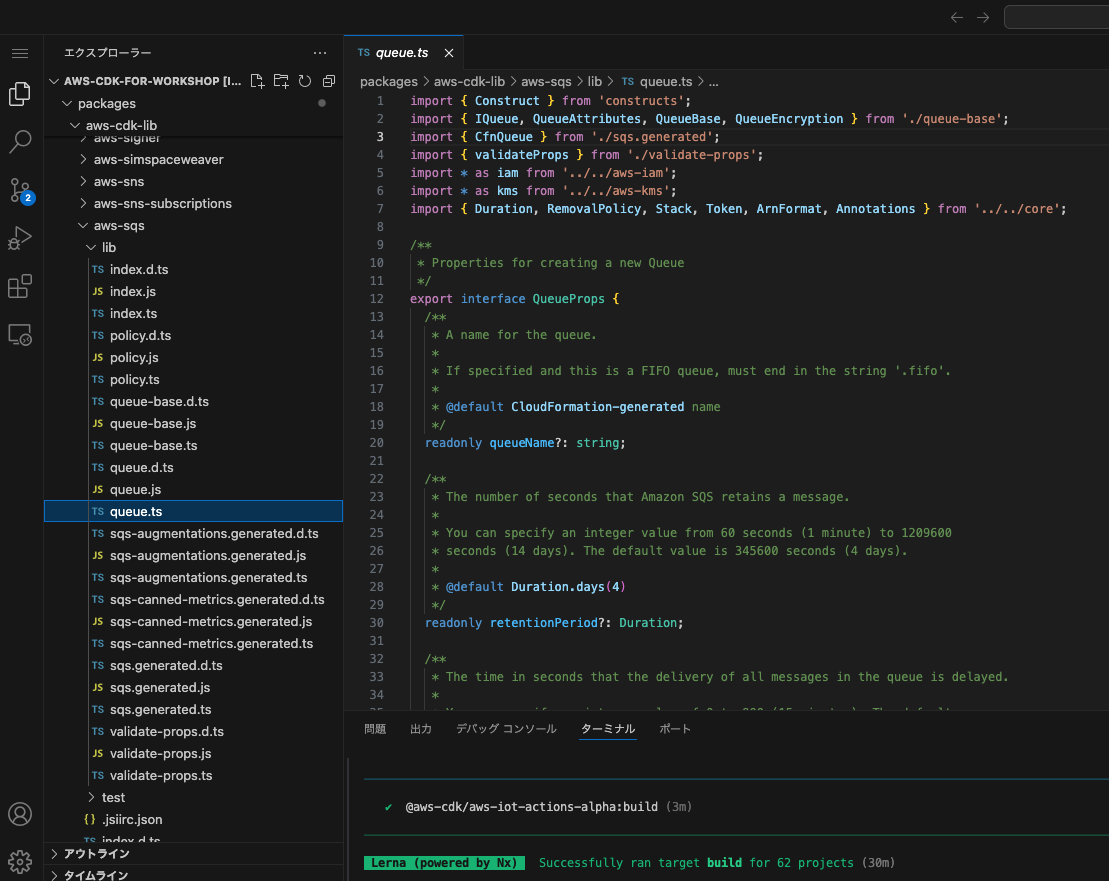 エクスプローラー
AWS-CDK-FOR-WORKSHOP [I...
packages
aws-cdk-lib
aws-signer
aws-simspaceweaver
aws-sns
aws-sns-subscriptions
aws-sqs
lib
TS index.d.ts
JS index.js
TS index.ts
TS policy.d.ts
JS policy.js
TS policy.ts
TS queue-base.d.ts
JS queue-base.js
TS queue-base.ts
TS queue.d.ts
JS queue.js
TS queue.ts
TS sqs-augmentations.generated.d.ts
JS sqs-augmentations.generated.js
TS sqs-augmentations.generated.ts
TS sqs-canned-metrics.generated.d.ts
JS sqs-canned-metrics.generated.js
TS sqs-canned-metrics.generated.ts
TS sqs.generated.d.ts
JS sqs.generated.js
TS sqs.generated.ts
TS validate-props.d.ts
JS validate-props.js
TS validate-props.ts
test
{} .jsiirc.json
TS index.d.ts
アウトライン
タイムライン
2
TS queue.ts
packages > aws-cdk-lib > aws-sqs > lib > TS queue.ts > ...
1 import { Construct } from 'constructs';
2 import { IQueue, QueueAttributes, QueueBase, QueueEncryption } from './queue-base';
3 import { CfnQueue } from './sqs.generated';
4 import { validateProps } from './validate-props';
5 import * as iam from '../../aws-iam';
6 import * as kms from '../../aws-kms';
7 import { Duration, RemovalPolicy, Stack, Token, ArnFormat, Annotations } from '../../core';
8
9 /**
10 * Properties for creating a new Queue
11 */
12 export interface QueueProps {
13 /**
14 * A name for the queue.
15 *
16 * If specified and this is a FIFO queue, must end in the string '.fifo'.
17 *
18 * @default CloudFormation-generated name
19 */
20 readonly queueName?: string;
21
22 /**
23 * The number of seconds that Amazon SQS retains a message.
24 *
25 * You can specify an integer value from 60 seconds (1 minute) to 1209600
26 * seconds (14 days). The default value is 345600 seconds (4 days).
27 *
28 * @default Duration.days(4)
29 */
30 readonly retentionPeriod?: Duration;
31
32 /**
33 * The time in seconds that the delivery of all messages in the queue is delayed.
34 *
問題 出力 デバッグ コンソール ターミナル ポート
✔ @aws-cdk/aws-iot-actions-alpha:build (3m)
Lerna (powered by Nx) Successfully ran target build for 62 projects (30m)